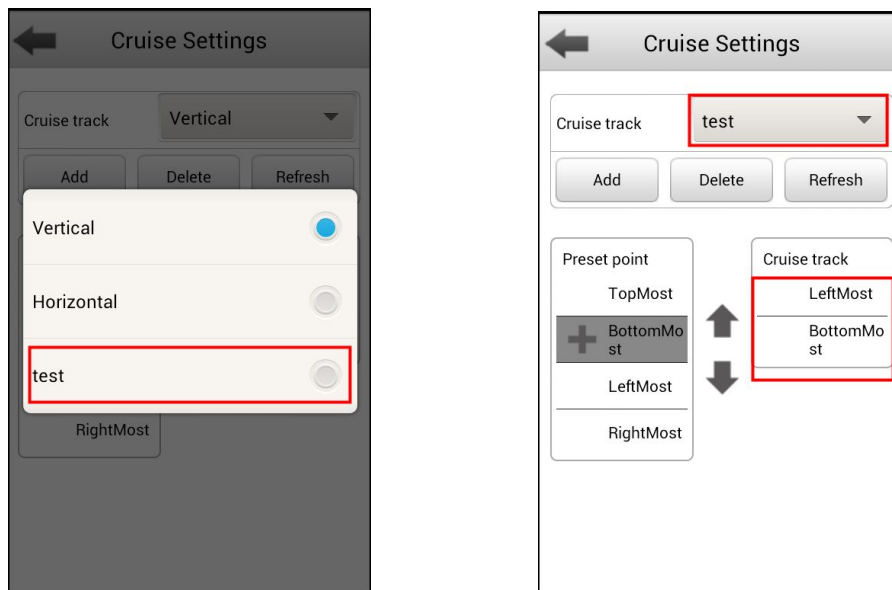 Cruise Settings
Cruise track
Vertical
Add
Delete
Refresh
Vertical
Horizontal
test
RightMost
Cruise Settings
Cruise track
test
Add
Delete
Refresh
Preset point
TopMost
BottomMo
st
LeftMost
RightMost
Cruise track
LeftMost
BottomMo
st